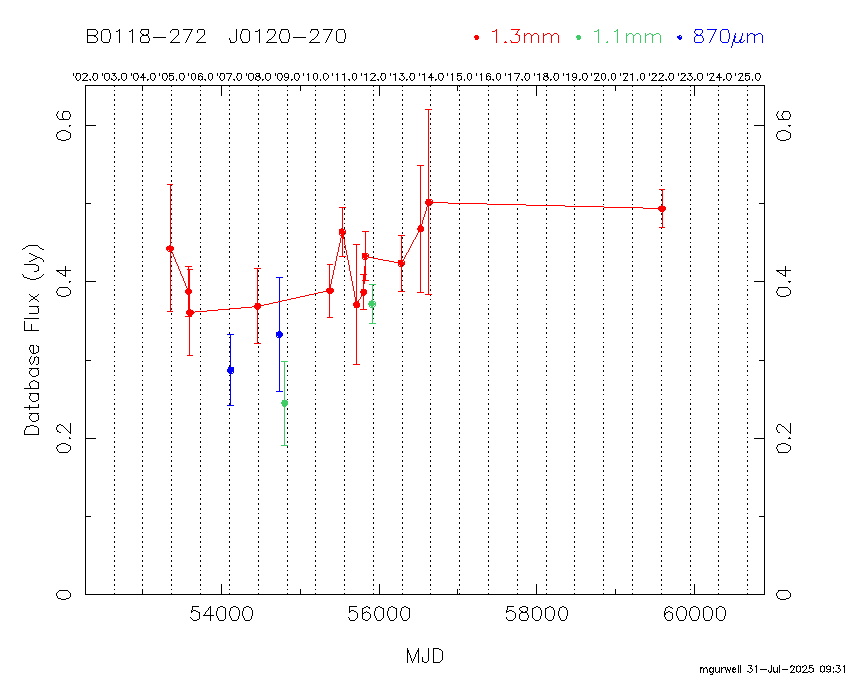 B0118-272 J0120-270 1.3mm 1.1mm 870μm
'02.0 '03.0 '04.0 '05.0 '06.0 '07.0 '08.0 '09.0 '10.0 '11.0 '12.0 '13.0 '14.0 '15.0 '16.0 '17.0 '18.0 '19.0 '20.0 '21.0 '22.0 '23.0 '24.0 '25.0
0.6 0.6
0.4 0.4
Database Flux (Jy)
0.2 0.2
0 0
54000 56000 58000 60000
MJD
mgurwell 31-Jul-2025 09:31